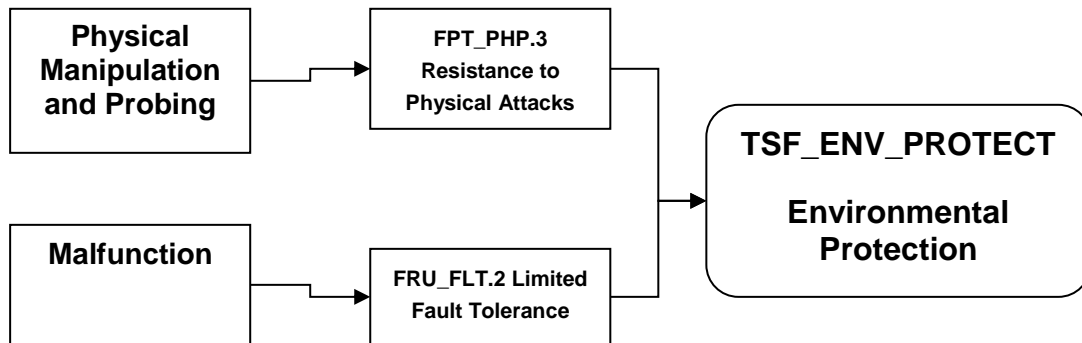 Physical
Manipulation
and Probing
FPT_PHP.3
Resistance to
Physical Attacks
TSF_ENV_PROTECT
Environmental
Protection
Malfunction
FRU_FLT.2 Limited
Fault Tolerance